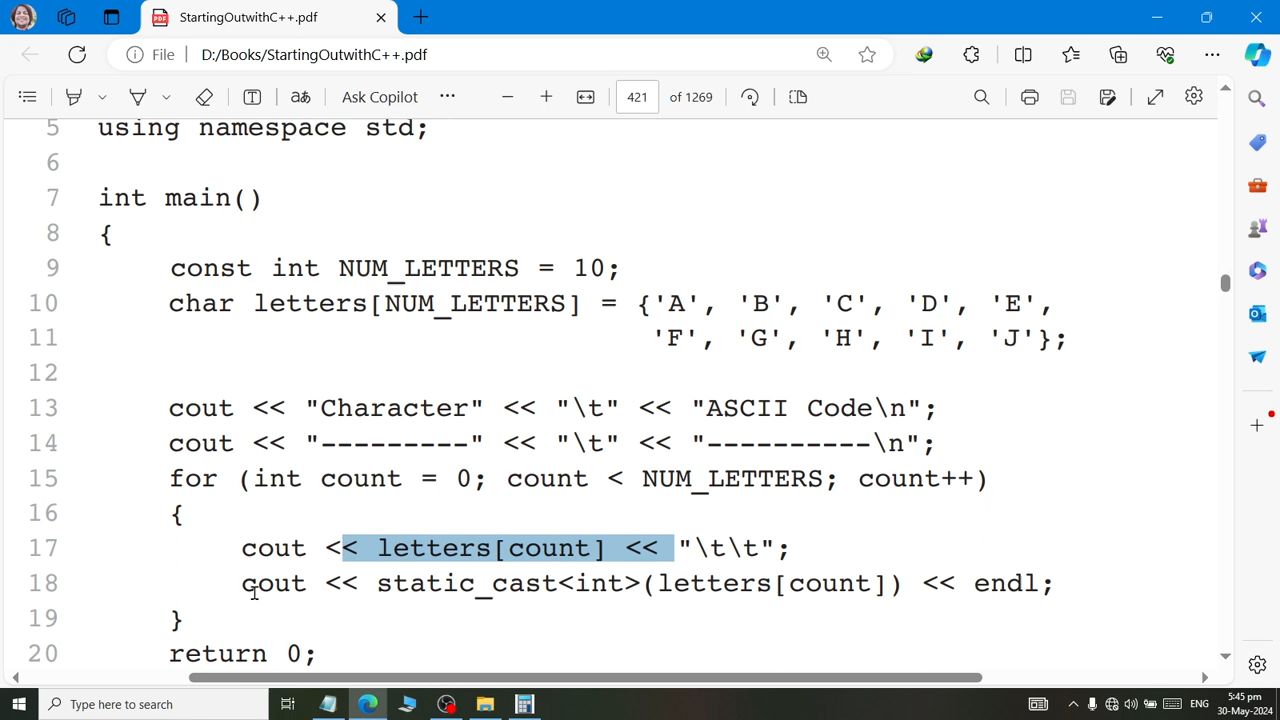 StartingOutwithC++.pdf
File
D:/Books/StartingOutwithC++.pdf
Ask Copilot
421 of 1269
5 using namespace std;
6
7 int main()
8 {
9 const int NUM_LETTERS = 10;
10 char letters[NUM_LETTERS] = {'A', 'B', 'C', 'D', 'E',
11 'F', 'G', 'H', 'I', 'J'};
12
13 cout << "Character" << "\t" << "ASCII Code\n";
14 cout << "---------" << "\t" << "----------\n";
15 for (int count = 0; count < NUM_LETTERS; count++)
16 {
17 cout << letters[count] << "\t\t";
18 cout << static_cast<int>(letters[count]) << endl;
19 }
20 return 0;
Type here to search
ENG
5:45 pm
30-May-2024